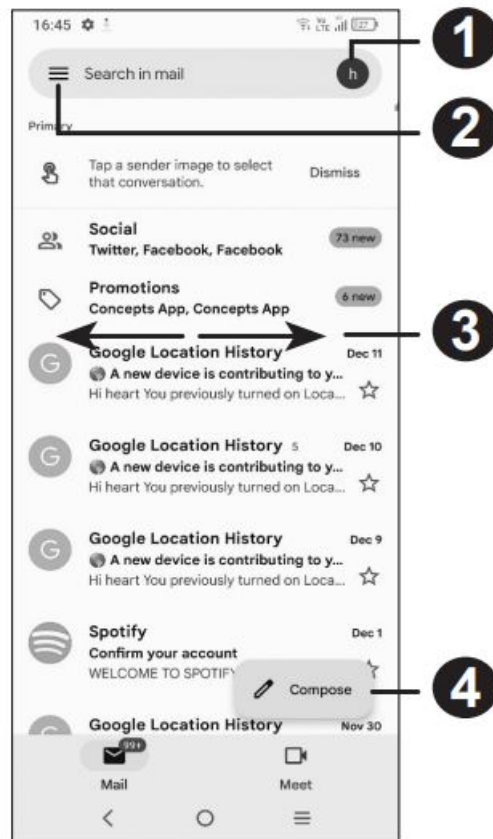 16:45
VoLTE
27
1
h
Search in mail
2
Primary
Tap a sender image to select
that conversation.
Dismiss
Social
73 new
Twitter, Facebook, Facebook
Promotions
6 new
Concepts App, Concepts App
3
G
Google Location History
Dec 11
A new device is contributing to y...
Hi heart You previously turned on Loca...
G
Google Location History 5
Dec 10
A new device is contributing to y...
Hi heart You previously turned on Loca...
G
Google Location History
Dec 9
A new device is contributing to y...
Hi heart You previously turned on Loca...
Spotify
Dec 1
Confirm your account
WELCOME TO SPOTIFY
Compose
4
Google Location History
Nov 30
99+
Mail
Meet